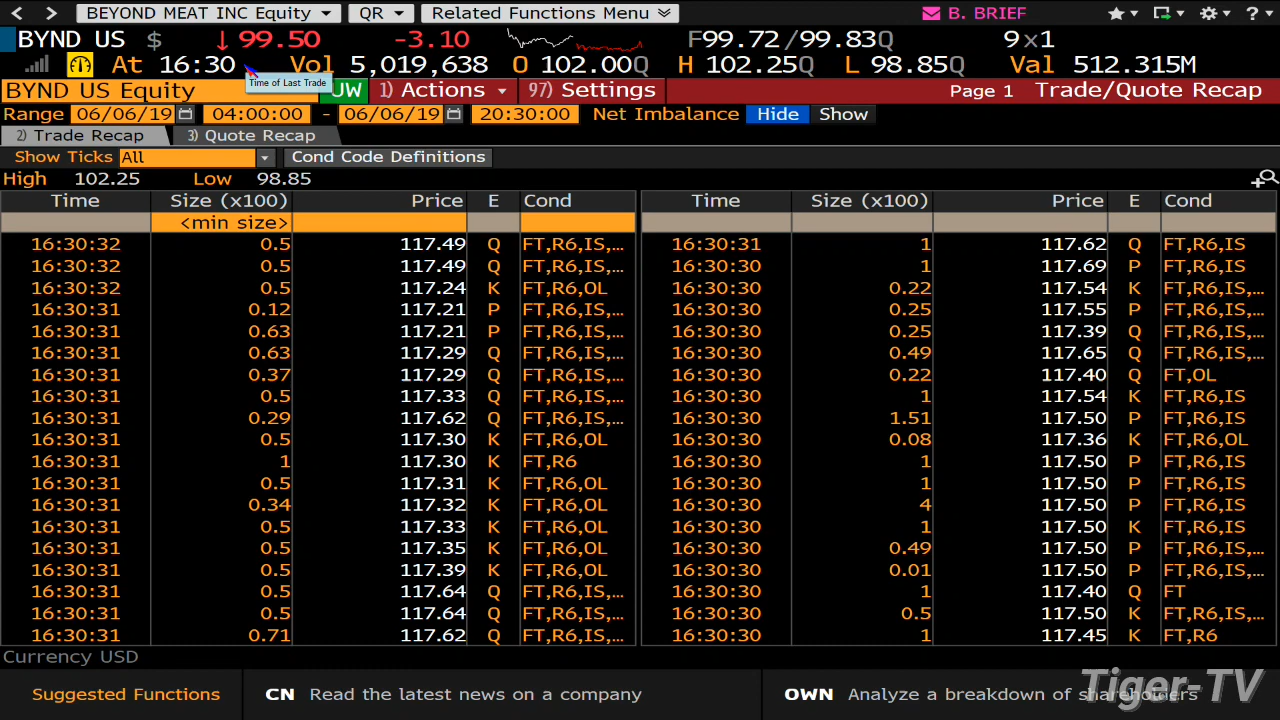 < > BEYOND MEAT INC Equity QR Related Functions Menu B. BRIEF ?
BYND US $ ↓99.50 -3.10 F99.72/99.83Q 9x1
At 16:30 Vol 5,019,638 O 102.00Q H 102.25Q L 98.85Q Val 512.315M
Time of Last Trade
BYND US Equity UW 1) Actions 97) Settings Page 1 Trade/Quote Recap
Range 06/06/19 04:00:00 - 06/06/19 20:30:00 Net Imbalance Hide Show
2) Trade Recap 3) Quote Recap
Show Ticks All Cond Code Definitions
High 102.25 Low 98.85
Time Size (x100) Price E Cond Time Size (x100) Price E Cond
<min size>
16:30:32 0.5 117.49 Q FT,R6,IS,... 16:30:31 1 117.62 Q FT,R6,IS
16:30:32 0.5 117.49 Q FT,R6,IS,... 16:30:30 1 117.69 P FT,R6,IS
16:30:32 0.5 117.24 K FT,R6,OL 16:30:30 0.22 117.54 K FT,R6,IS,...
16:30:31 0.12 117.21 P FT,R6,IS,... 16:30:30 0.25 117.55 P FT,R6,IS,...
16:30:31 0.63 117.21 P FT,R6,IS,... 16:30:30 0.25 117.39 Q FT,R6,IS,...
16:30:31 0.63 117.29 Q FT,R6,IS,... 16:30:30 0.49 117.65 Q FT,R6,IS,...
16:30:31 0.37 117.29 Q FT,R6,IS,... 16:30:30 0.22 117.40 Q FT,OL
16:30:31 0.5 117.33 Q FT,R6,IS,... 16:30:30 1 117.54 K FT,R6,IS
16:30:31 0.29 117.62 Q FT,R6,IS,... 16:30:30 1.51 117.50 P FT,R6,IS
16:30:31 0.5 117.30 K FT,R6,OL 16:30:30 0.08 117.36 K FT,R6,OL
16:30:31 1 117.30 K FT,R6 16:30:30 1 117.50 P FT,R6,IS
16:30:31 0.5 117.31 K FT,R6,OL 16:30:30 1 117.50 P FT,R6,IS
16:30:31 0.34 117.32 K FT,R6,OL 16:30:30 4 117.50 P FT,R6,IS
16:30:31 0.5 117.33 K FT,R6,OL 16:30:30 1 117.50 K FT,R6,IS
16:30:31 0.5 117.35 K FT,R6,OL 16:30:30 0.49 117.50 P FT,R6,IS,...
16:30:31 0.5 117.39 K FT,R6,OL 16:30:30 0.01 117.50 P FT,R6,IS,...
16:30:31 0.5 117.64 Q FT,R6,IS,... 16:30:30 1 117.40 Q FT
16:30:31 0.5 117.64 Q FT,R6,IS,... 16:30:30 0.5 117.50 K FT,R6,IS,...
16:30:31 0.71 117.62 Q FT,R6,IS,... 16:30:30 1 117.45 K FT,R6
Currency USD
Suggested Functions CN Read the latest news on a company OWN Analyze a breakdown of shareholders
Tiger-TV